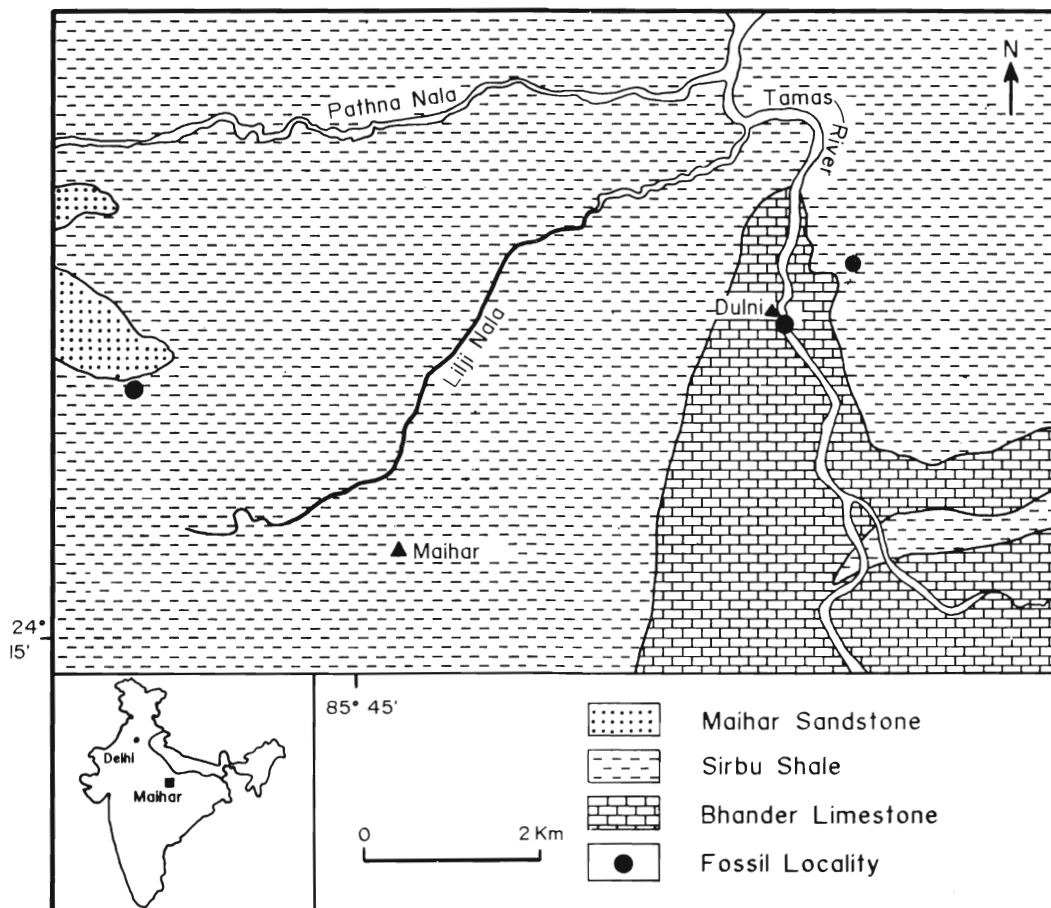 N
Pathna Nala
Tamas
River
Lilji Nala
Dulni
Maihar
24°
15'
85° 45'
Delhi
Maihar
0 2 Km
Maihar Sandstone
Sirbu Shale
Bhander Limestone
Fossil Locality